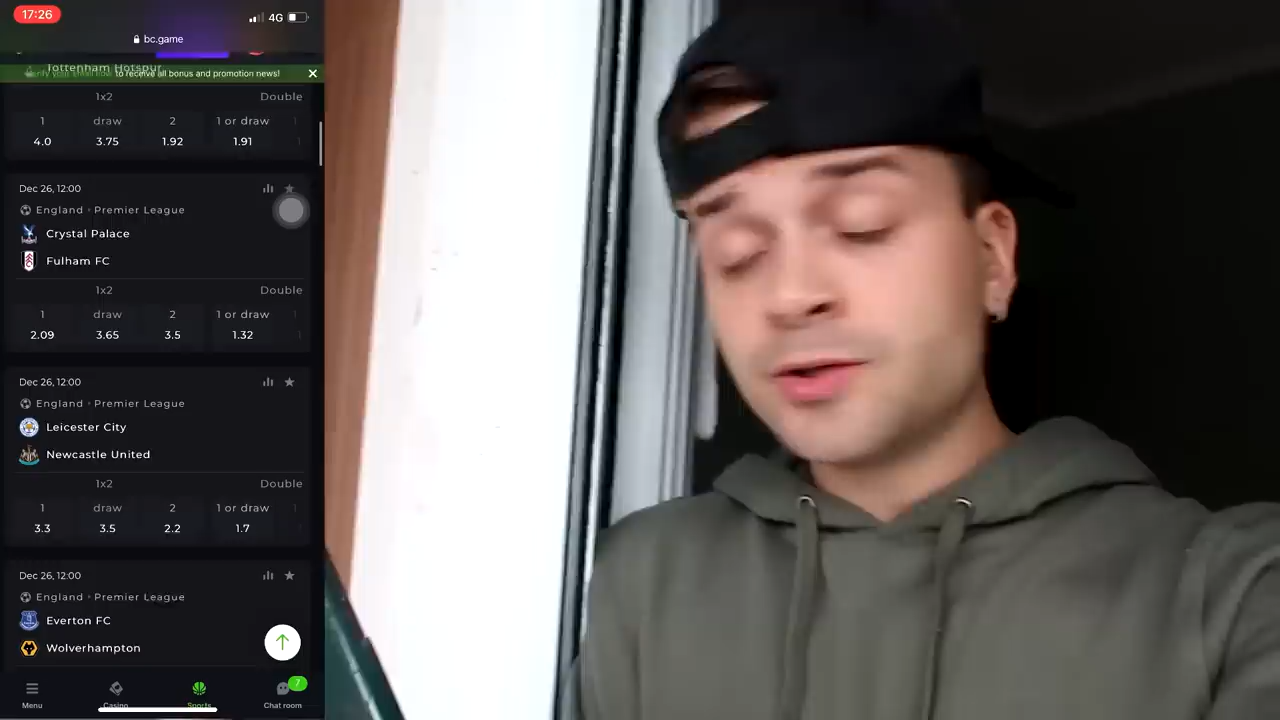 17:26
4G
bc.game
Tottenham Hotspur
to receive all bonus and promotion news!
1x2 Double
1 draw 2 1 or draw
4.0 3.75 1.92 1.91
Dec 26, 12:00
England · Premier League
Crystal Palace
Fulham FC
1x2 Double
1 draw 2 1 or draw
2.09 3.65 3.5 1.32
Dec 26, 12:00
England · Premier League
Leicester City
Newcastle United
1x2 Double
1 draw 2 1 or draw
3.3 3.5 2.2 1.7
Dec 26, 12:00
England · Premier League
Everton FC
Wolverhampton
7
Menu Casino Sports Chat room